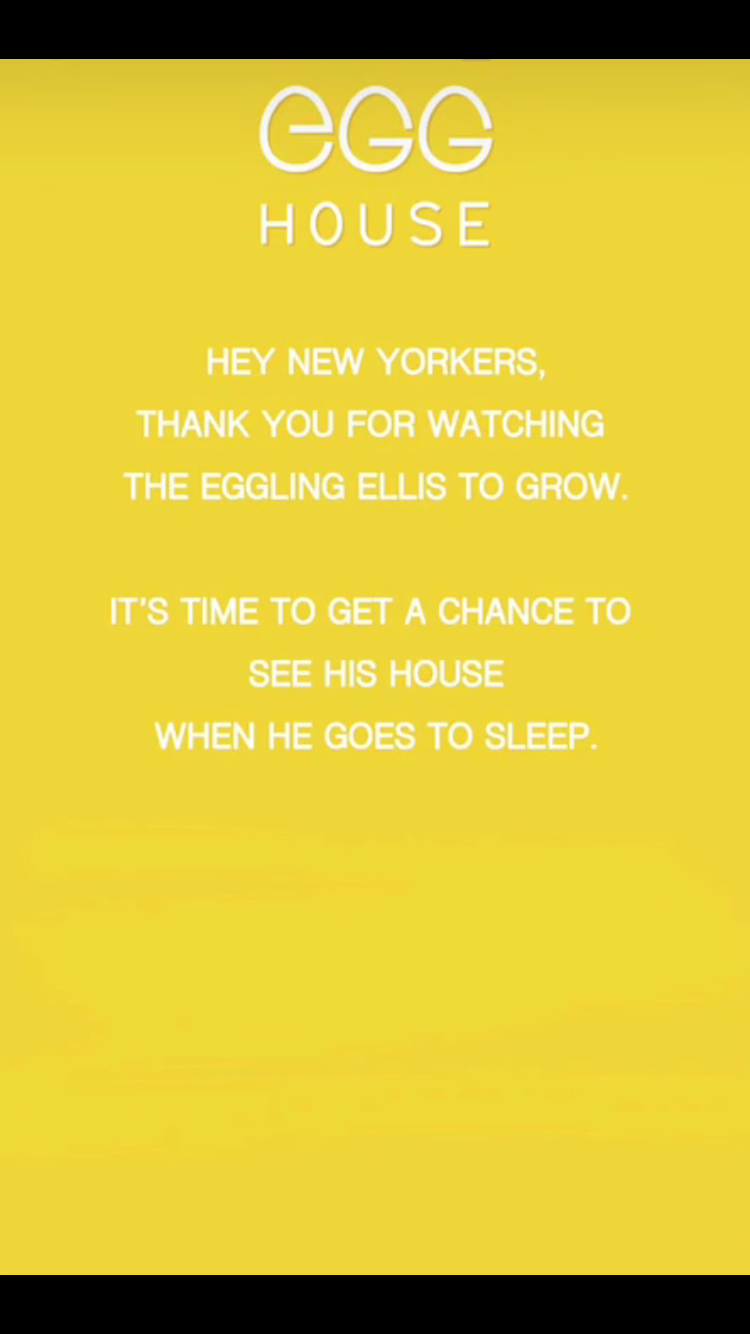 eGG
HOUSE
HEY NEW YORKERS,
THANK YOU FOR WATCHING
THE EGGLING ELLIS TO GROW.
IT'S TIME TO GET A CHANCE TO
SEE HIS HOUSE
WHEN HE GOES TO SLEEP.